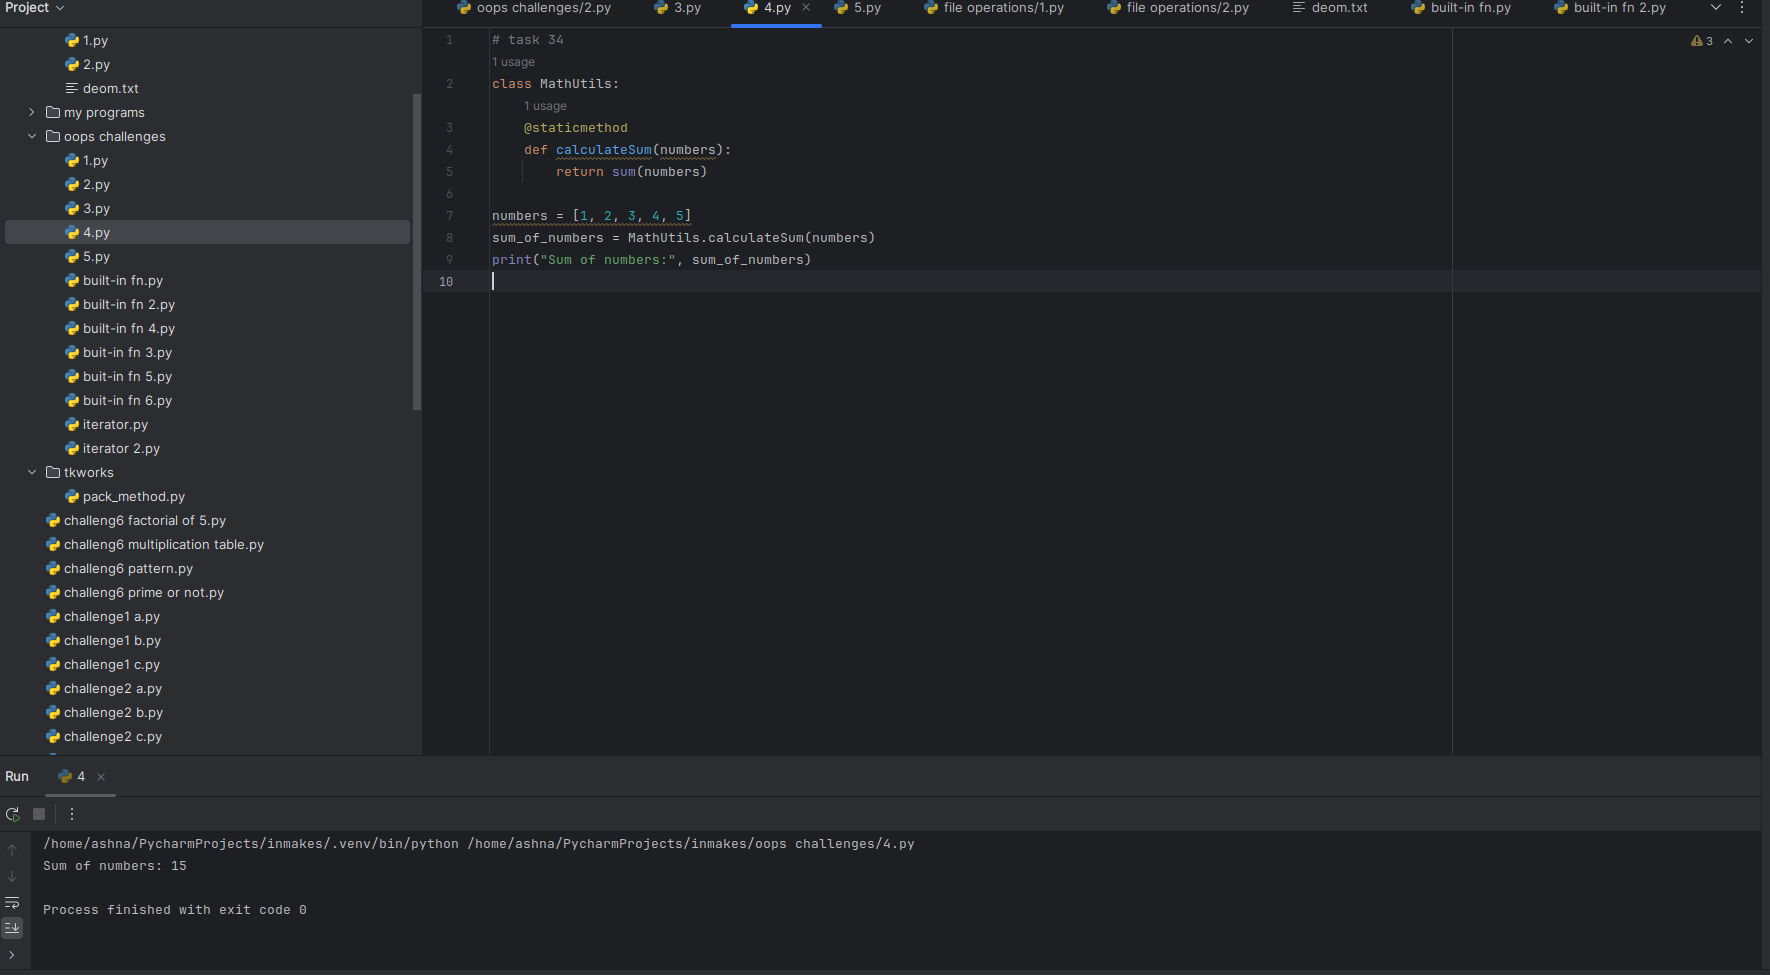 Project
1.py
2.py
deom.txt
my programs
oops challenges
1.py
2.py
3.py
4.py
5.py
built-in fn.py
built-in fn 2.py
built-in fn 4.py
buit-in fn 3.py
buit-in fn 5.py
buit-in fn 6.py
iterator.py
iterator 2.py
tkworks
pack_method.py
challeng6 factorial of 5.py
challeng6 multiplication table.py
challeng6 pattern.py
challeng6 prime or not.py
challenge1 a.py
challenge1 b.py
challenge1 c.py
challenge2 a.py
challenge2 b.py
challenge2 c.py
oops challenges/2.py 3.py 4.py 5.py file operations/1.py file operations/2.py deom.txt built-in fn.py built-in fn 2.py
3
1 # task 34
1 usage
2 class MathUtils:
1 usage
3 @staticmethod
4 def calculateSum(numbers):
5 return sum(numbers)
6
7 numbers = [1, 2, 3, 4, 5]
8 sum_of_numbers = MathUtils.calculateSum(numbers)
9 print("Sum of numbers:", sum_of_numbers)
10
Run 4
/home/ashna/PycharmProjects/inmakes/.venv/bin/python /home/ashna/PycharmProjects/inmakes/oops challenges/4.py
Sum of numbers: 15
Process finished with exit code 0